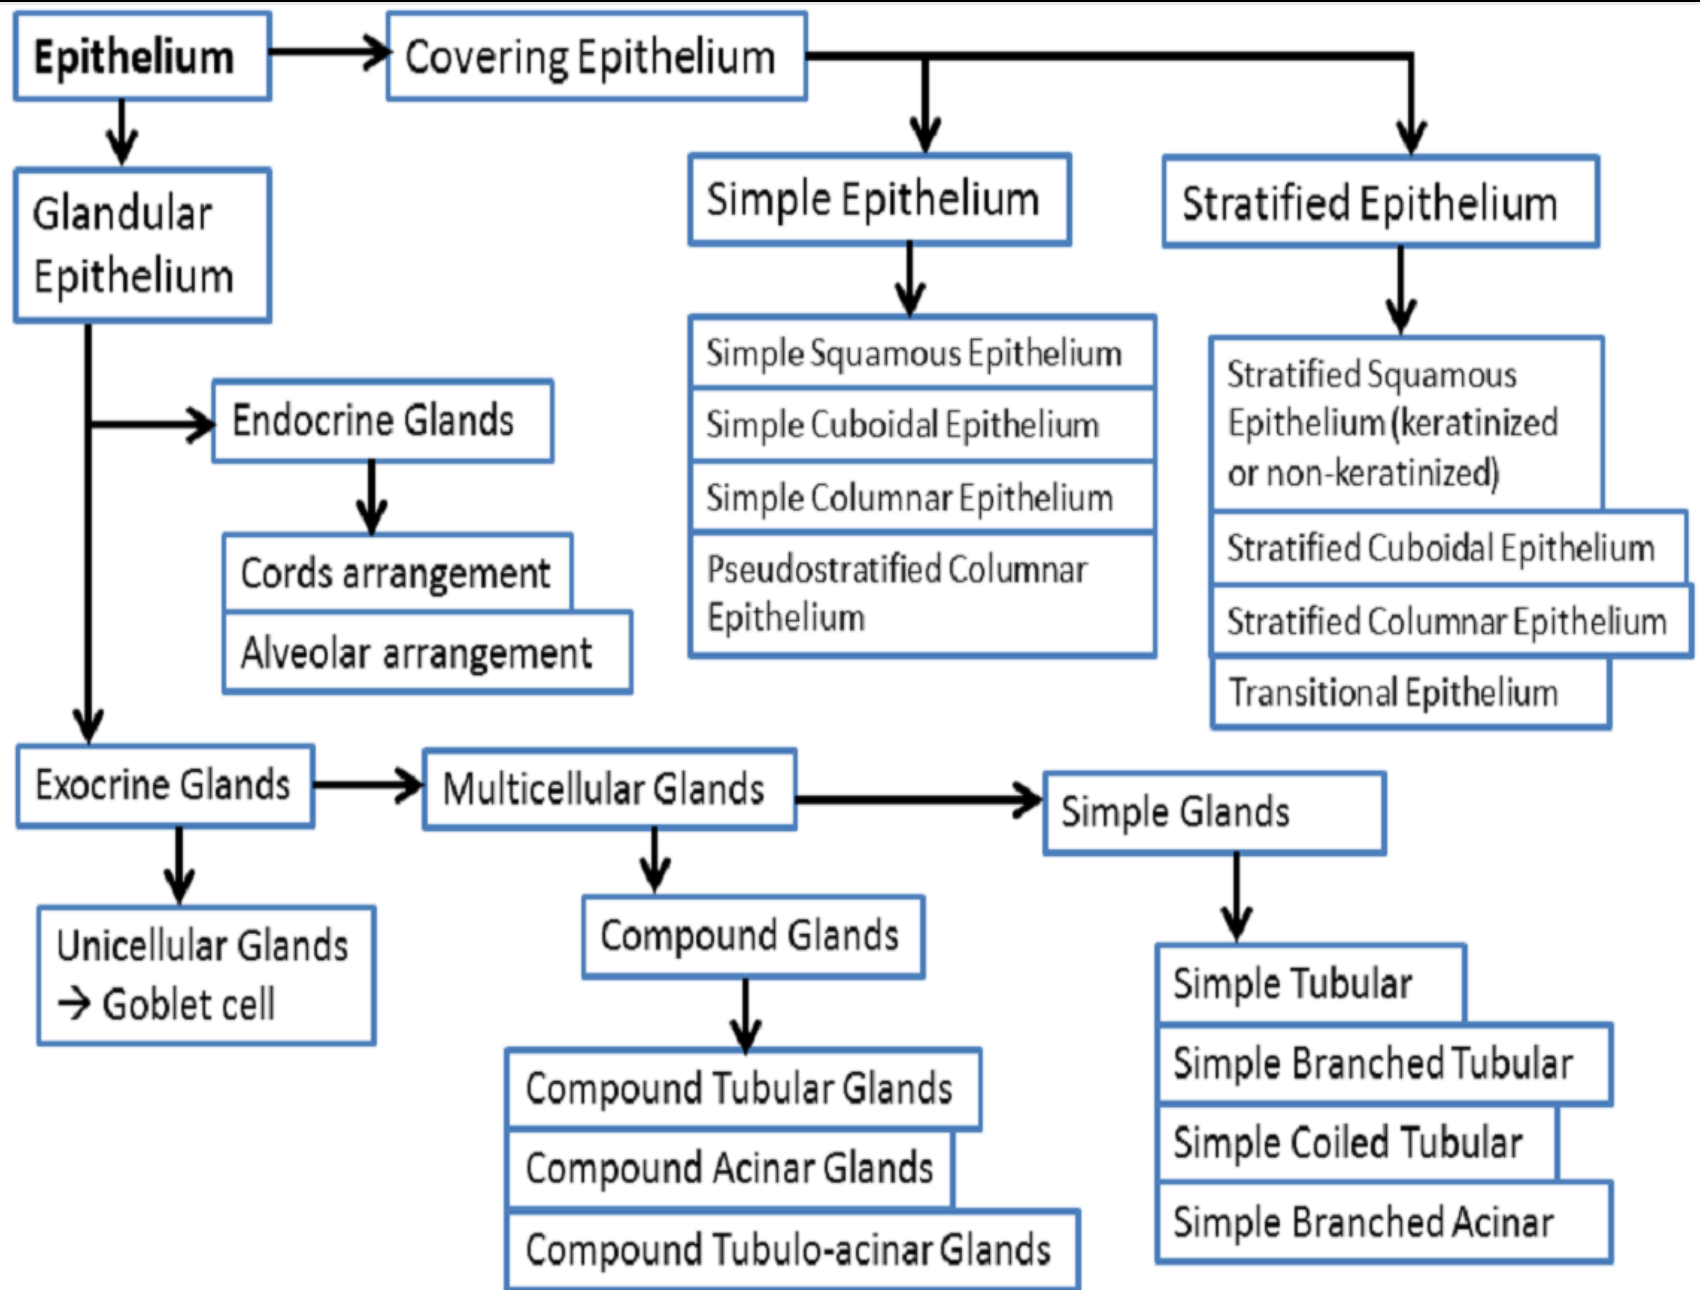 Epithelium
Covering Epithelium
Glandular
Epithelium
Simple Epithelium
Stratified Epithelium
Simple Squamous Epithelium
Simple Cuboidal Epithelium
Simple Columnar Epithelium
Pseudostratified Columnar
Epithelium
Stratified Squamous
Epithelium (keratinized
or non-keratinized)
Stratified Cuboidal Epithelium
Stratified Columnar Epithelium
Transitional Epithelium
Endocrine Glands
Cords arrangement
Alveolar arrangement
Exocrine Glands
Multicellular Glands
Simple Glands
Unicellular Glands
→ Goblet cell
Compound Glands
Compound Tubular Glands
Compound Acinar Glands
Compound Tubulo-acinar Glands
Simple Tubular
Simple Branched Tubular
Simple Coiled Tubular
Simple Branched Acinar